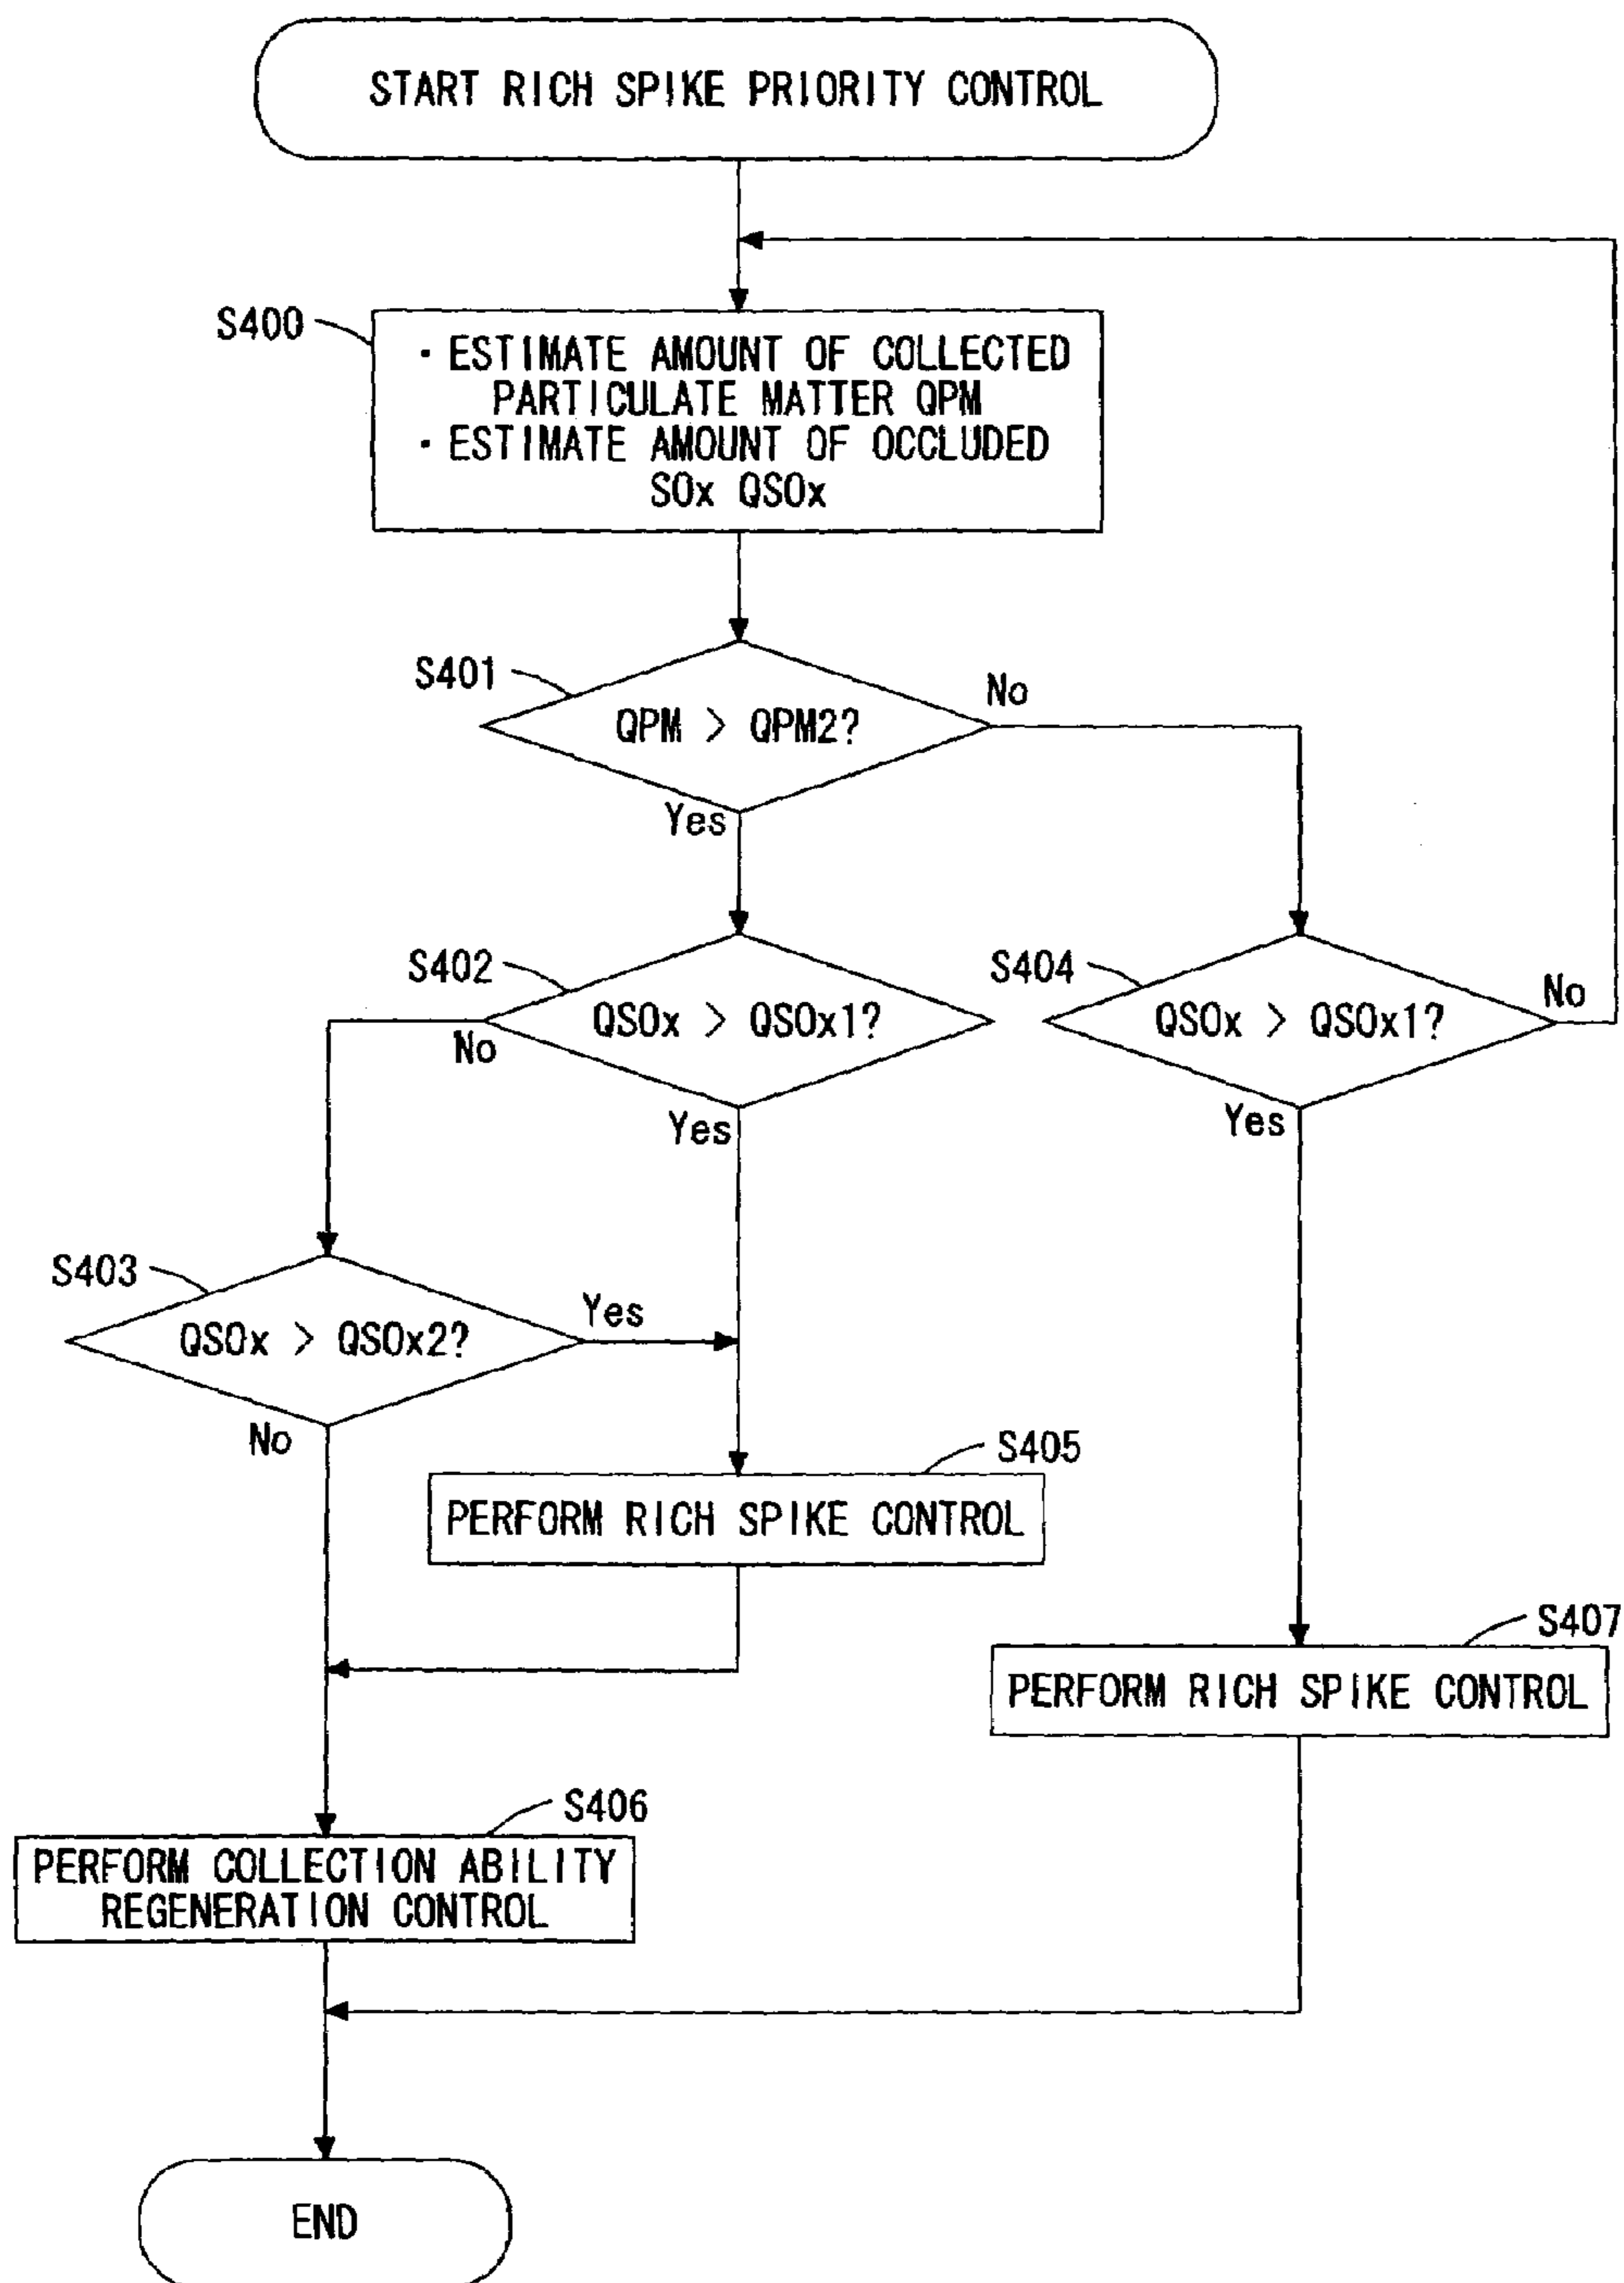 START RICH SPIKE PRIORITY CONTROL
S400
· ESTIMATE AMOUNT OF COLLECTED
PARTICULATE MATTER QPM
· ESTIMATE AMOUNT OF OCCLUDED
SOx QSOx
S401
QPM > QPM2?
No
Yes
S402
QSOx > QSOx1?
No
Yes
S404
QSOx > QSOx1?
No
Yes
S403
QSOx > QSOx2?
Yes
No
S405
PERFORM RICH SPIKE CONTROL
S407
PERFORM RICH SPIKE CONTROL
S406
PERFORM COLLECTION ABILITY
REGENERATION CONTROL
END